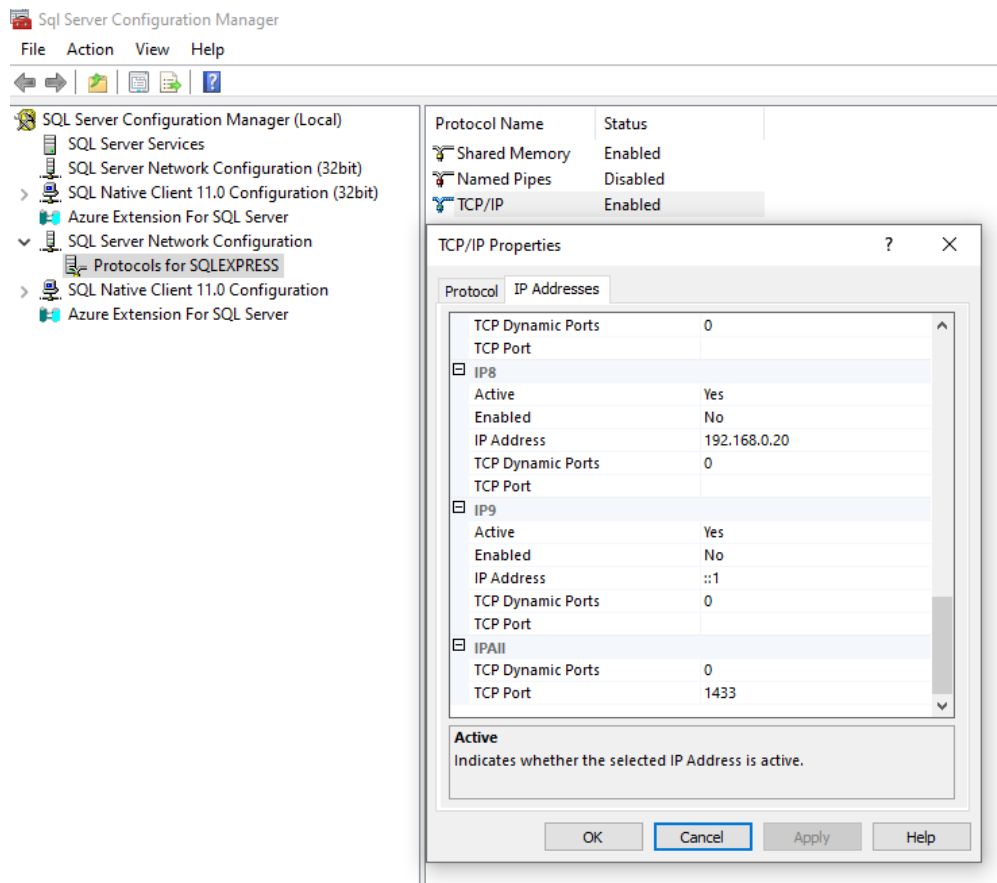 Sql Server Configuration Manager
File Action View Help
SQL Server Configuration Manager (Local)
SQL Server Services
SQL Server Network Configuration (32bit)
SQL Native Client 11.0 Configuration (32bit)
Azure Extension For SQL Server
SQL Server Network Configuration
Protocols for SQLEXPRESS
SQL Native Client 11.0 Configuration
Azure Extension For SQL Server
Protocol Name Status
Shared Memory Enabled
Named Pipes Disabled
TCP/IP Enabled
TCP/IP Properties ?
Protocol IP Addresses
TCP Dynamic Ports 0
TCP Port
IP8
Active Yes
Enabled No
IP Address 192.168.0.20
TCP Dynamic Ports 0
TCP Port
IP9
Active Yes
Enabled No
IP Address ::1
TCP Dynamic Ports 0
TCP Port
IPAll
TCP Dynamic Ports 0
TCP Port 1433
Active
Indicates whether the selected IP Address is active.
OK Cancel Apply Help